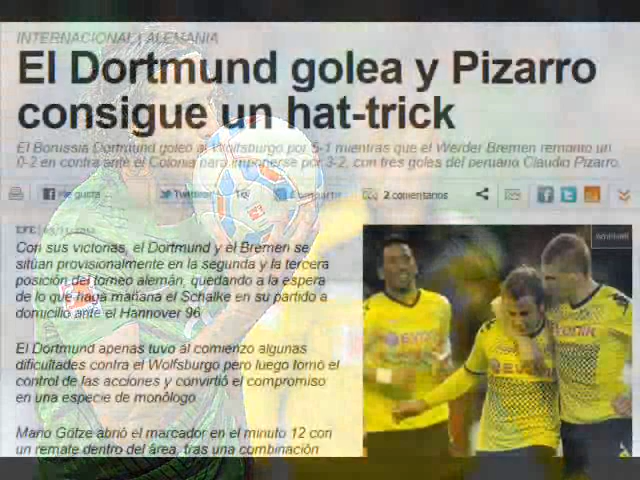 INTERNACIONAL | ALEMANIA
El Dortmund golea y Pizarro
consigue un hat-trick
El Borussia Dortmund goleó al Wolfsburgo por 5-1 mientras que el Werder Bremen remontó un
0-2 en contra ante el Colonia para imponerse por 3-2, con tres goles del peruano Claudio Pizarro.
Me gusta
Twittear
Compartir
2 comentarios
EFE
Con sus victorias, el Dortmund y el Bremen se
sitúan provisionalmente en la segunda y la tercera
posición del torneo alemán, quedando a la espera
de lo que haga mañana el Schalke en su partido a
domicilio ante el Hannover 96
El Dortmund apenas tuvo al comienzo algunas
dificultades contra el Wolfsburgo pero luego tomó el
control de las acciones y convirtió el compromiso
en una especie de monólogo
Mario Götze abrió el marcador en el minuto 12 con
un remate dentro del área, tras una combinación